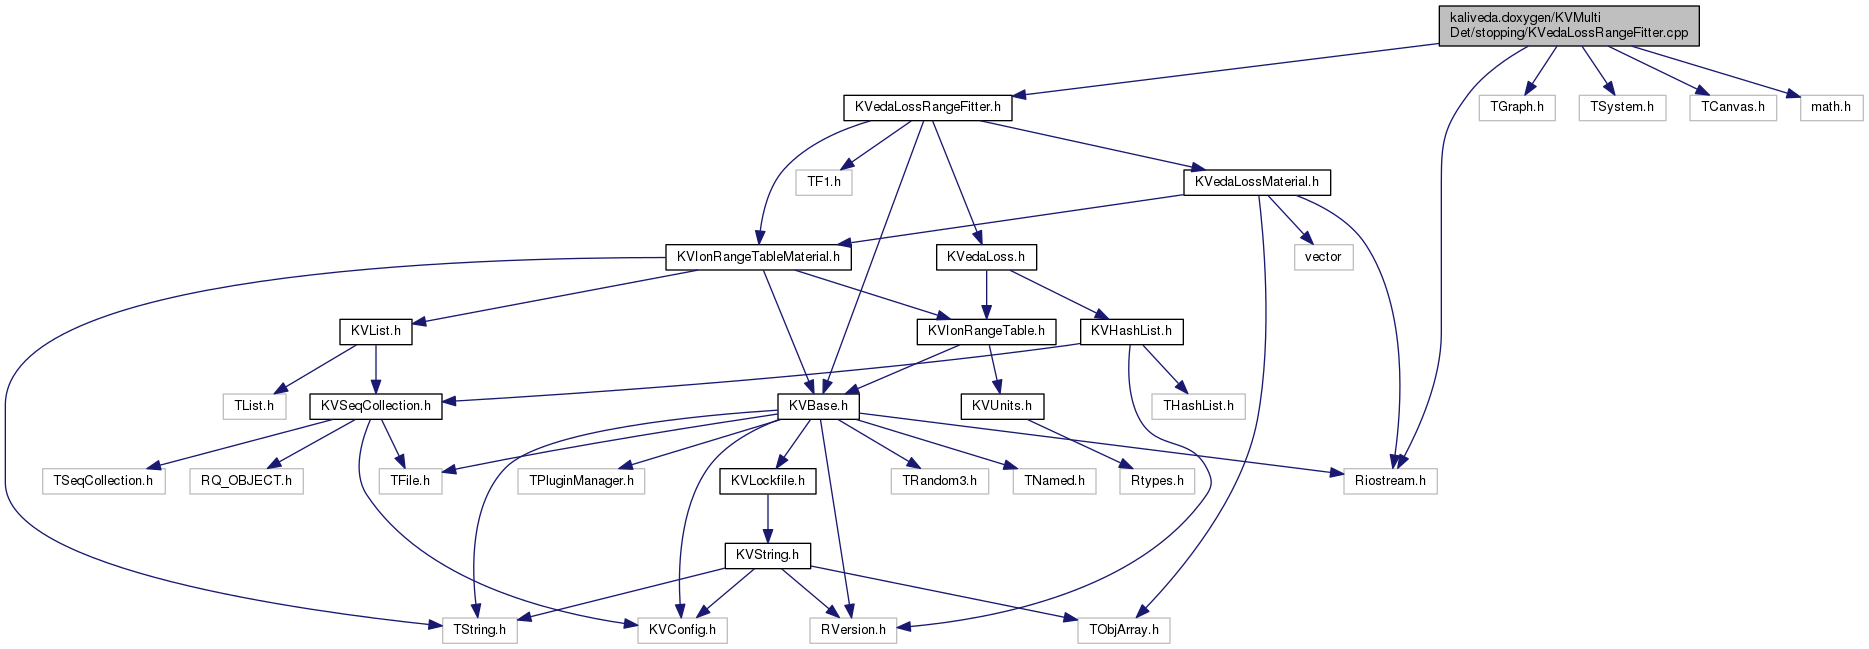 kaliveda.doxygen/KVMulti
Det/stopping/KVedaLossRangeFitter.cpp
KVedaLossRangeFitter.h
TGraph.h
TSystem.h
TCanvas.h
math.h
TF1.h
KVedaLossMaterial.h
KVIonRangeTableMaterial.h
KVedaLoss.h
vector
KVList.h
KVIonRangeTable.h
KVHashList.h
TList.h
KVSeqCollection.h
KVBase.h
KVUnits.h
THashList.h
TSeqCollection.h
RQ_OBJECT.h
TFile.h
TPluginManager.h
KVLockfile.h
TRandom3.h
TNamed.h
Rtypes.h
Riostream.h
KVString.h
TString.h
KVConfig.h
RVersion.h
TObjArray.h